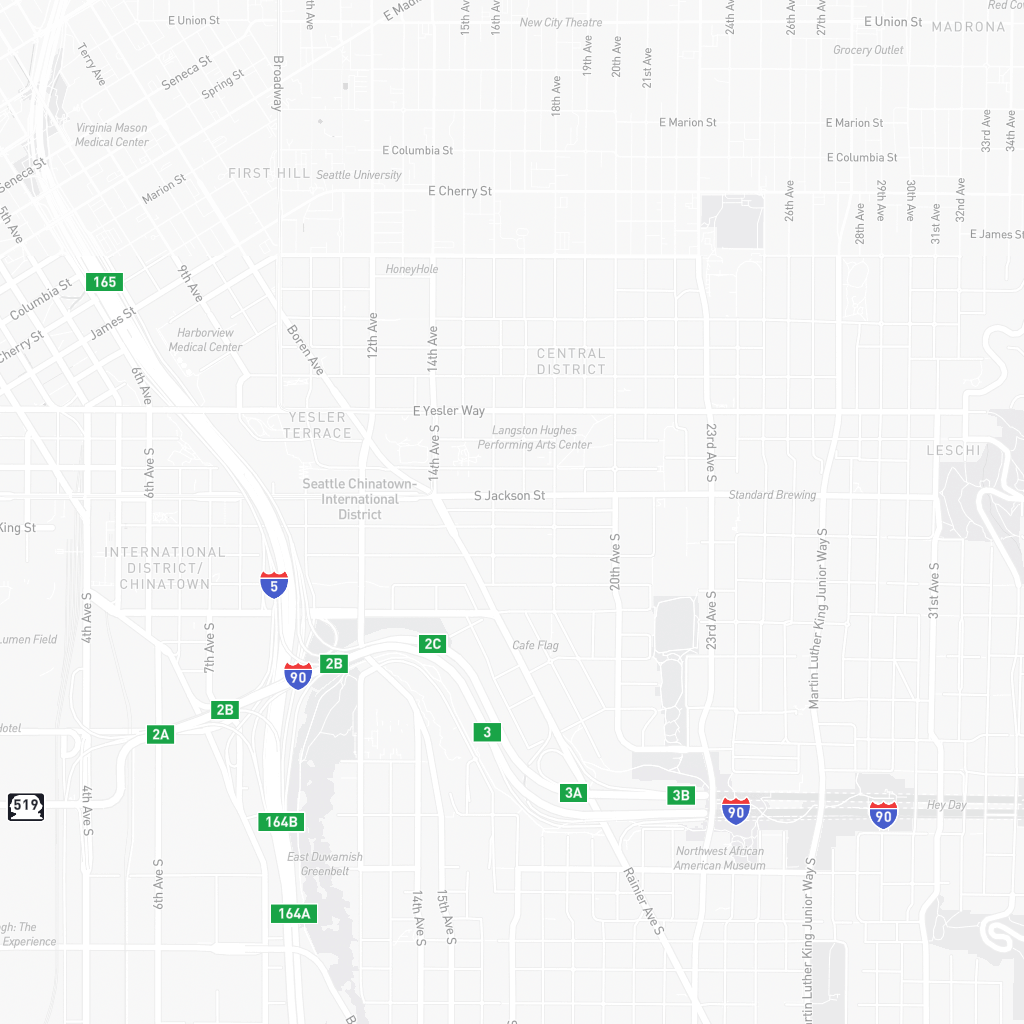 E Union St
15th Ave
16th Ave
New City Theatre
24th Ave
26th Ave
27th Ave
E Union St
MADRONA
Grocery Outlet
Terry Ave
Seneca St
Spring St
Broadway
18th Ave
19th Ave
20th Ave
21st Ave
Virginia Mason
Medical Center
E Marion St
E Marion St
33rd Ave
34th Ave
E Columbia St
E Columbia St
Seneca St
Marion St
FIRST HILL
Seattle University
E Cherry St
26th Ave
28th Ave
29th Ave
30th Ave
31st Ave
32nd Ave
E James St
5th Ave
165
9th Ave
HoneyHole
Columbia St
James St
Cherry St
Harborview
Medical Center
Boren Ave
12th Ave
14th Ave
CENTRAL
DISTRICT
6th Ave
E Yesler Way
YESLER
TERRACE
Langston Hughes
Performing Arts Center
23rd Ave S
LESCHI
6th Ave S
14th Ave S
Seattle Chinatown-
International
District
S Jackson St
Standard Brewing
King St
INTERNATIONAL
DISTRICT/
CHINATOWN
5
20th Ave S
Martin Luther King Junior Way S
31st Ave S
4th Ave S
7th Ave S
23rd Ave S
Lumen Field
2C
Cafe Flag
2B
90
2B
2A
3
Hotel
519
4th Ave S
3A
3B
90
90
Hey Day
164B
East Duwamish
Greenbelt
Northwest African
American Museum
6th Ave S
14th Ave S
15th Ave S
Rainier Ave S
Martin Luther King Junior Way S
164A
gh: The
Experience